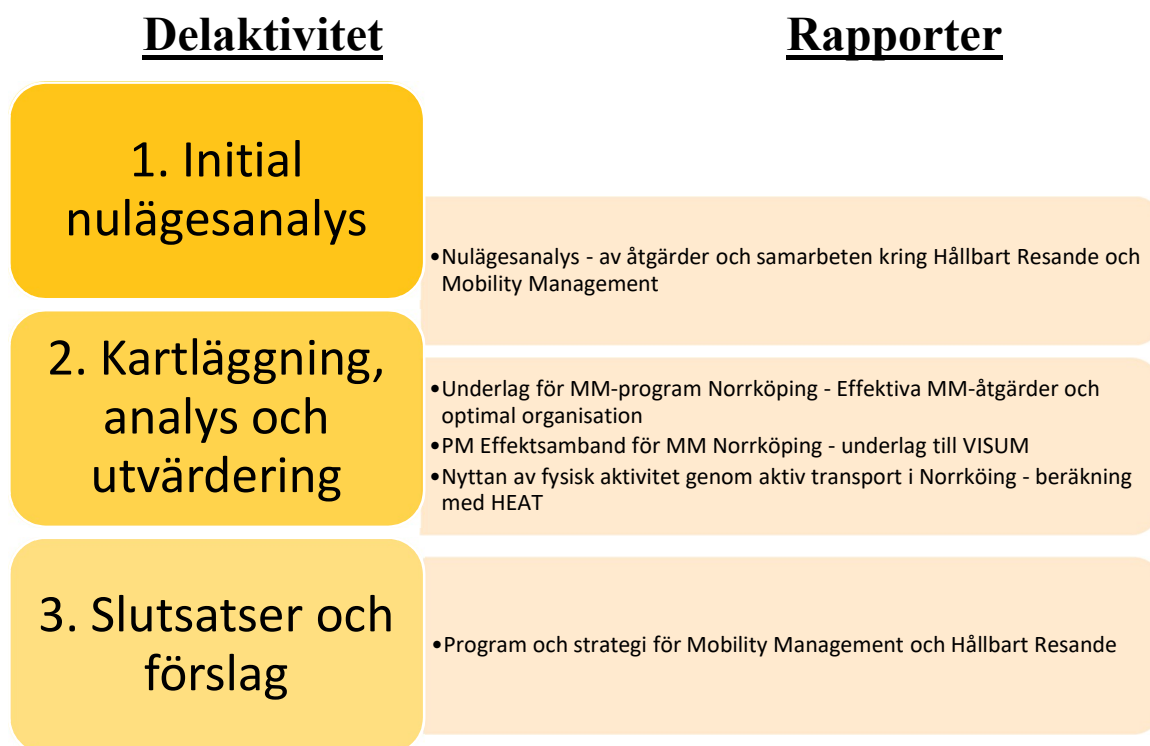 Delaktivitet
Rapporter
1. Initial
nulägesanalys
•Nulägesanalys - av åtgärder och samarbeten kring Hållbart Resande och
Mobility Management
2. Kartläggning,
analys och
utvärdering
•Underlag för MM-program Norrköping - Effektiva MM-åtgärder och
optimal organisation
•PM Effektsamband för MM Norrköping - underlag till VISUM
•Nyttan av fysisk aktivitet genom aktiv transport i Norrköing - beräkning
med HEAT
3. Slutsatser och
förslag
•Program och strategi för Mobility Management och Hållbart Resande